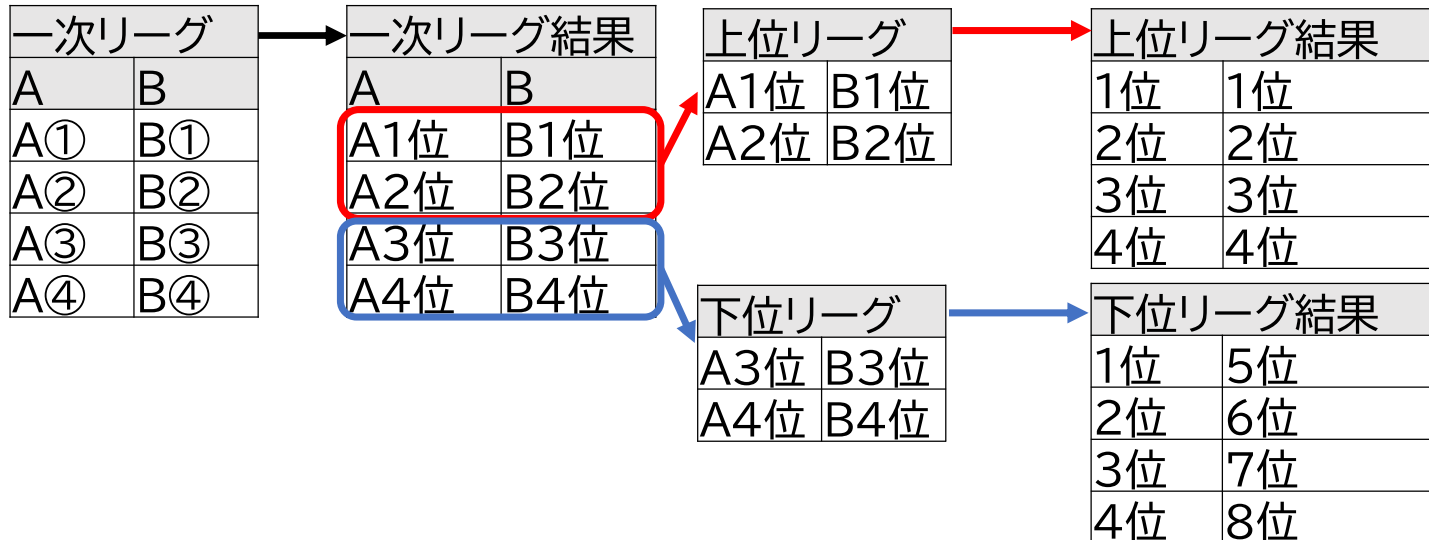 一次リーグ
A B
A① B①
A② B②
A③ B③
A④ B④
一次リーグ結果
A B
A1位 B1位
A2位 B2位
A3位 B3位
A4位 B4位
上位リーグ
A1位 B1位
A2位 B2位
上位リーグ結果
1位 1位
2位 2位
3位 3位
4位 4位
下位リーグ
A3位 B3位
A4位 B4位
下位リーグ結果
1位 5位
2位 6位
3位 7位
4位 8位